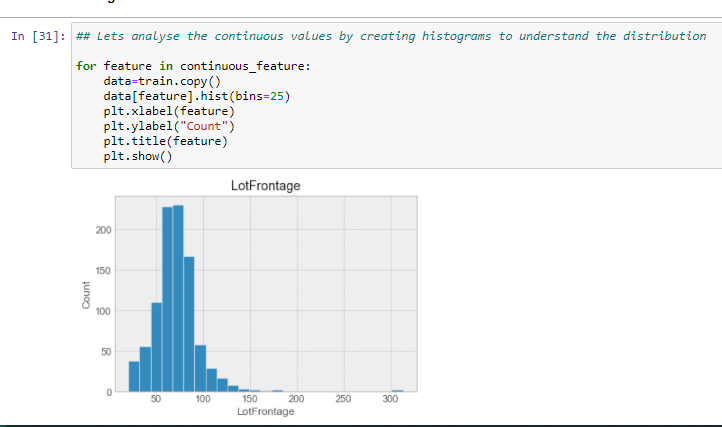 In [31]: ## Lets analyse the continuous values by creating histograms to understand the distribution
for feature in continuous_feature:
    data=train.copy()
    data[feature].hist(bins=25)
    plt.xlabel(feature)
    plt.ylabel("Count")
    plt.title(feature)
    plt.show()
LotFrontage
200
150
100
50
0
Count
50 100 150 200 250 300
LotFrontage